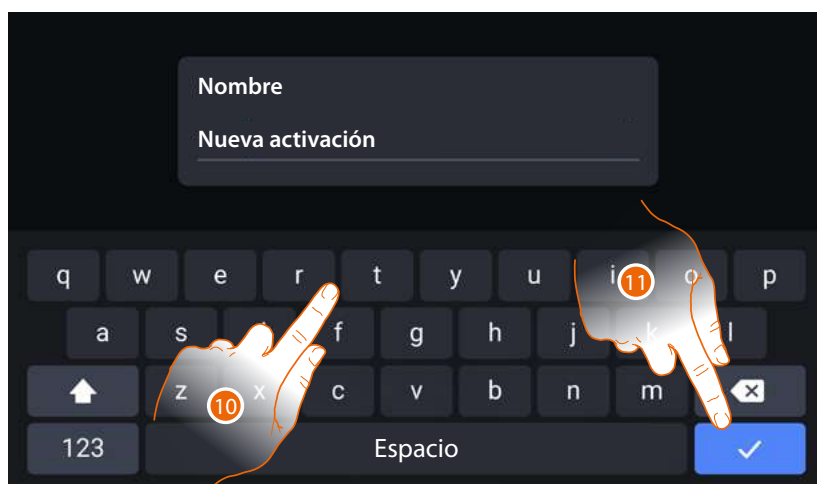 Nombre
Nueva activación
q w e r t y u i o p
a s f g h j k l
z x c v b n m
123 Espacio
10
11